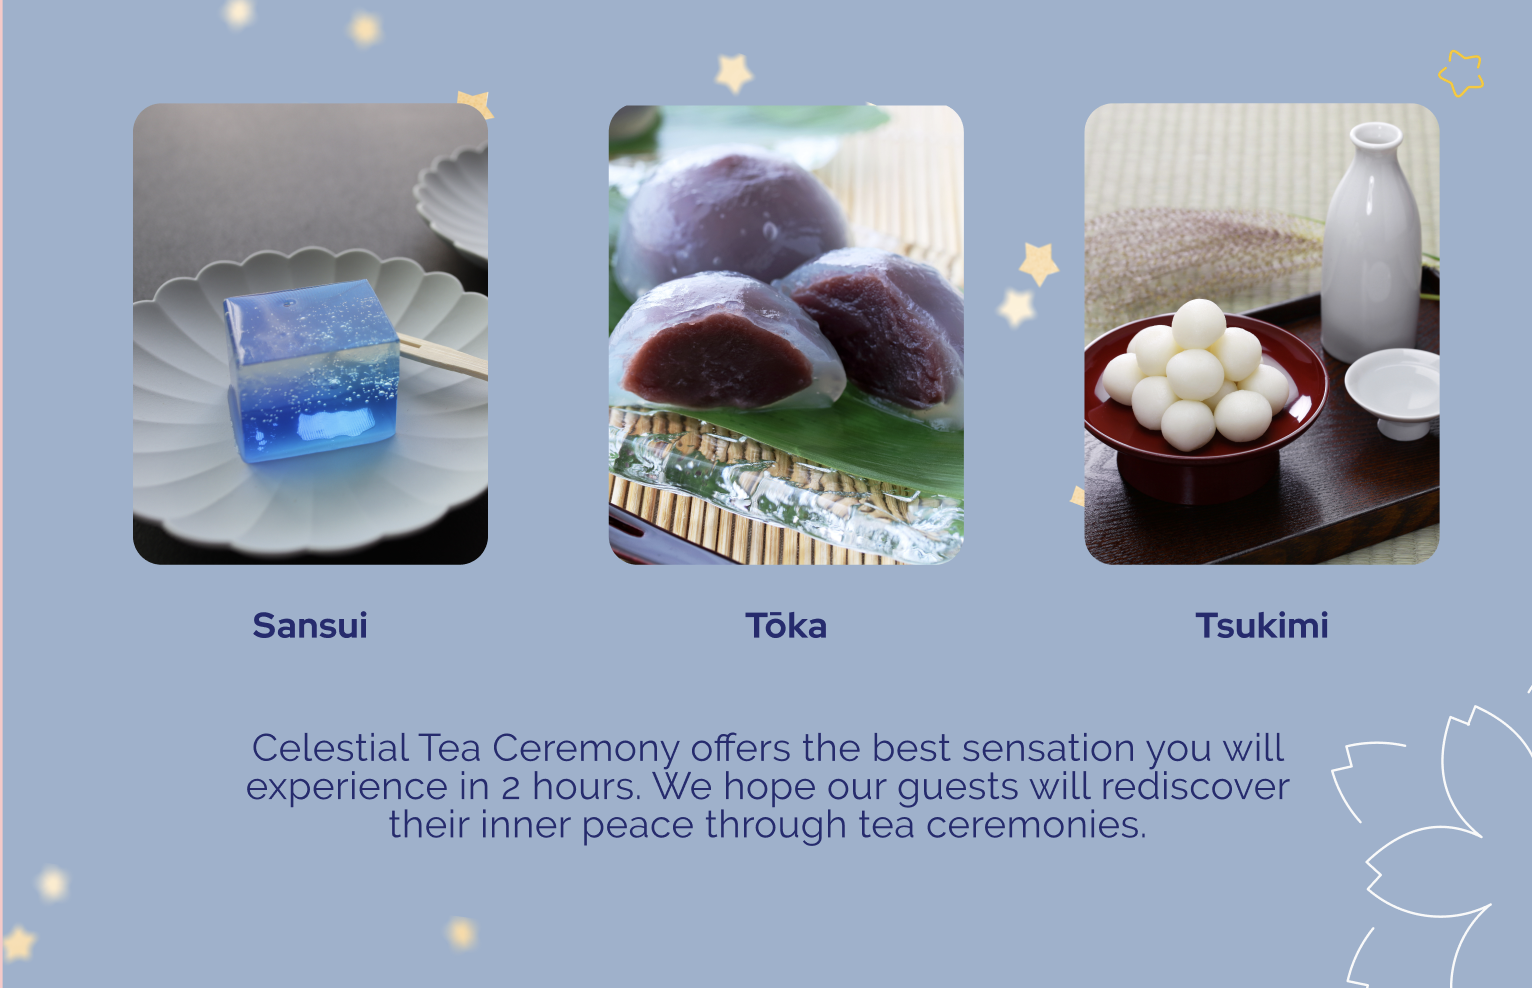 Sansui
Tōka
Tsukimi
Celestial Tea Ceremony offers the best sensation you will
experience in 2 hours. We hope our guests will rediscover
their inner peace through tea ceremonies.